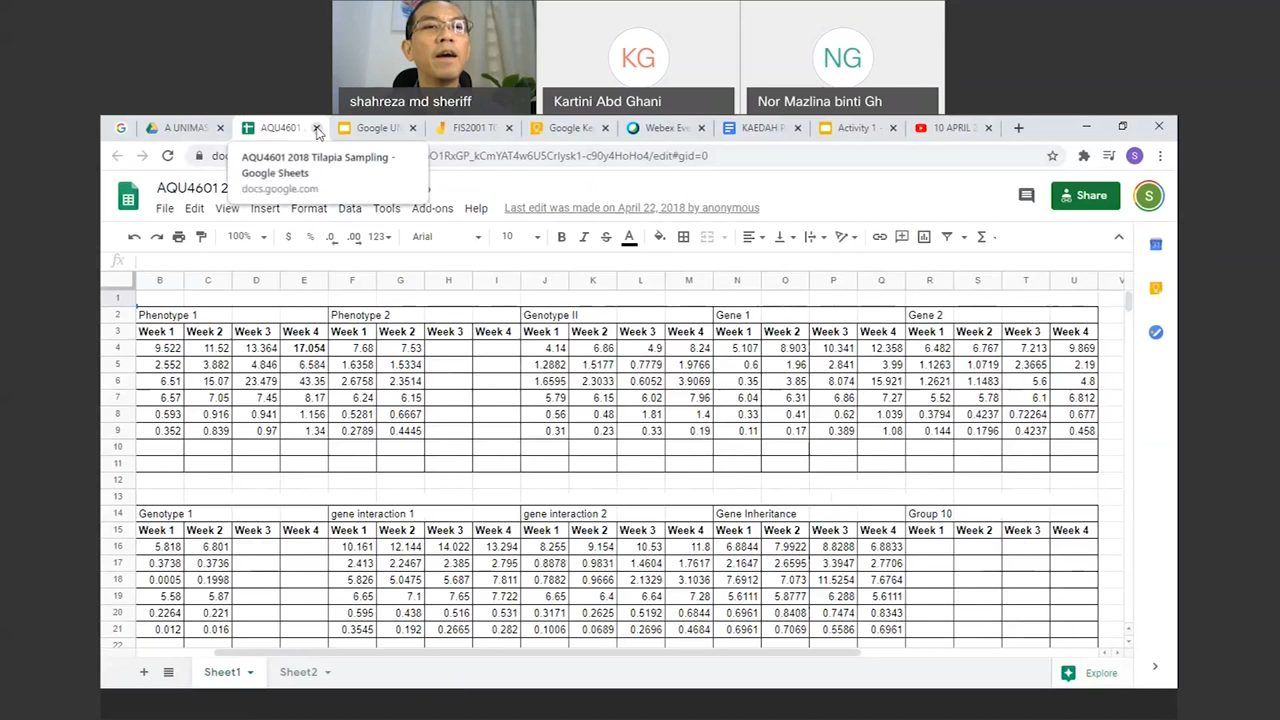 KG
NG
shahreza md sheriff
Kartini Abd Ghani
Nor Mazlina binti Gh
A UNIMAS
AQU4601
Google U
FIS2001 T
Google Ke
Webex Eve
KAEDAH P
Activity 1 -
10 APRIL 2
O1RxGP_kCmYAT4w6U5Crlysk1-c90y4HoHo4/edit#gid=0
S
AQU4601 2018 Tilapia Sampling -
Google Sheets
docs.google.com
AQU4601 2
Share
S
File Edit View Insert Format Data Tools Add-ons Help Last edit was made on April 22, 2018 by anonymous
100% $ % .0 .00 123 Arial 10 B I S A
fx
B C D E F G H I J K L M N O P Q R S T U
1
2 Phenotype 1 Phenotype 2 Genotype II Gene 1 Gene 2
3 Week 1 Week 2 Week 3 Week 4 Week 1 Week 2 Week 3 Week 4 Week 1 Week 2 Week 3 Week 4 Week 1 Week 2 Week 3 Week 4 Week 1 Week 2 Week 3 Week 4
4 9.522 11.52 13.364 17.054 7.68 7.53 4.14 6.86 4.9 8.24 5.107 8.903 10.341 12.358 6.482 6.767 7.213 9.869
5 2.552 3.882 4.846 6.584 1.6358 1.5334 1.2882 1.5177 0.7779 1.9766 0.6 1.96 2.841 3.99 1.1263 1.0719 2.3665 2.19
6 6.51 15.07 23.479 43.35 2.6758 2.3514 1.6595 2.3033 0.6052 3.9069 0.35 3.85 8.074 15.921 1.2621 1.1483 5.6 4.8
7 6.57 7.05 7.45 8.17 6.24 6.15 5.79 6.15 6.02 7.96 6.04 6.31 6.86 7.27 5.52 5.78 6.1 6.812
8 0.593 0.916 0.941 1.156 0.5281 0.6667 0.56 0.48 1.81 1.4 0.33 0.41 0.62 1.039 0.3794 0.4237 0.72264 0.677
9 0.352 0.839 0.97 1.34 0.2789 0.4445 0.31 0.23 0.33 0.19 0.11 0.17 0.389 1.08 0.144 0.1796 0.4237 0.458
10
11
12
13
14 Genotype 1 gene interaction 1 gene interaction 2 Gene Inheritance Group 10
15 Week 1 Week 2 Week 3 Week 4 Week 1 Week 2 Week 3 Week 4 Week 1 Week 2 Week 3 Week 4 Week 1 Week 2 Week 3 Week 4 Week 1 Week 2 Week 3 Week 4
16 5.818 6.801 10.161 12.144 14.022 13.294 8.255 9.154 10.53 11.8 6.8844 7.9922 8.8288 6.8833
17 0.3738 0.3736 2.413 2.2467 2.385 2.795 0.8878 0.9831 1.4604 1.7617 2.1647 2.6595 3.3947 2.7706
18 0.0005 0.1998 5.826 5.0475 5.687 7.811 0.7882 0.9666 2.1329 3.1036 7.6912 7.073 11.5254 7.6764
19 5.58 5.87 6.65 7.1 7.65 7.722 6.65 6.4 6.64 7.28 5.6111 5.8777 6.288 5.6111
20 0.2264 0.221 0.595 0.438 0.516 0.531 0.3171 0.2625 0.5192 0.6844 0.6961 0.8408 0.7474 0.8343
21 0.012 0.016 0.3545 0.192 0.2665 0.282 0.1006 0.0689 0.2696 0.4684 0.6961 0.7069 0.5586 0.6961
22
Sheet1 Sheet2 Explore